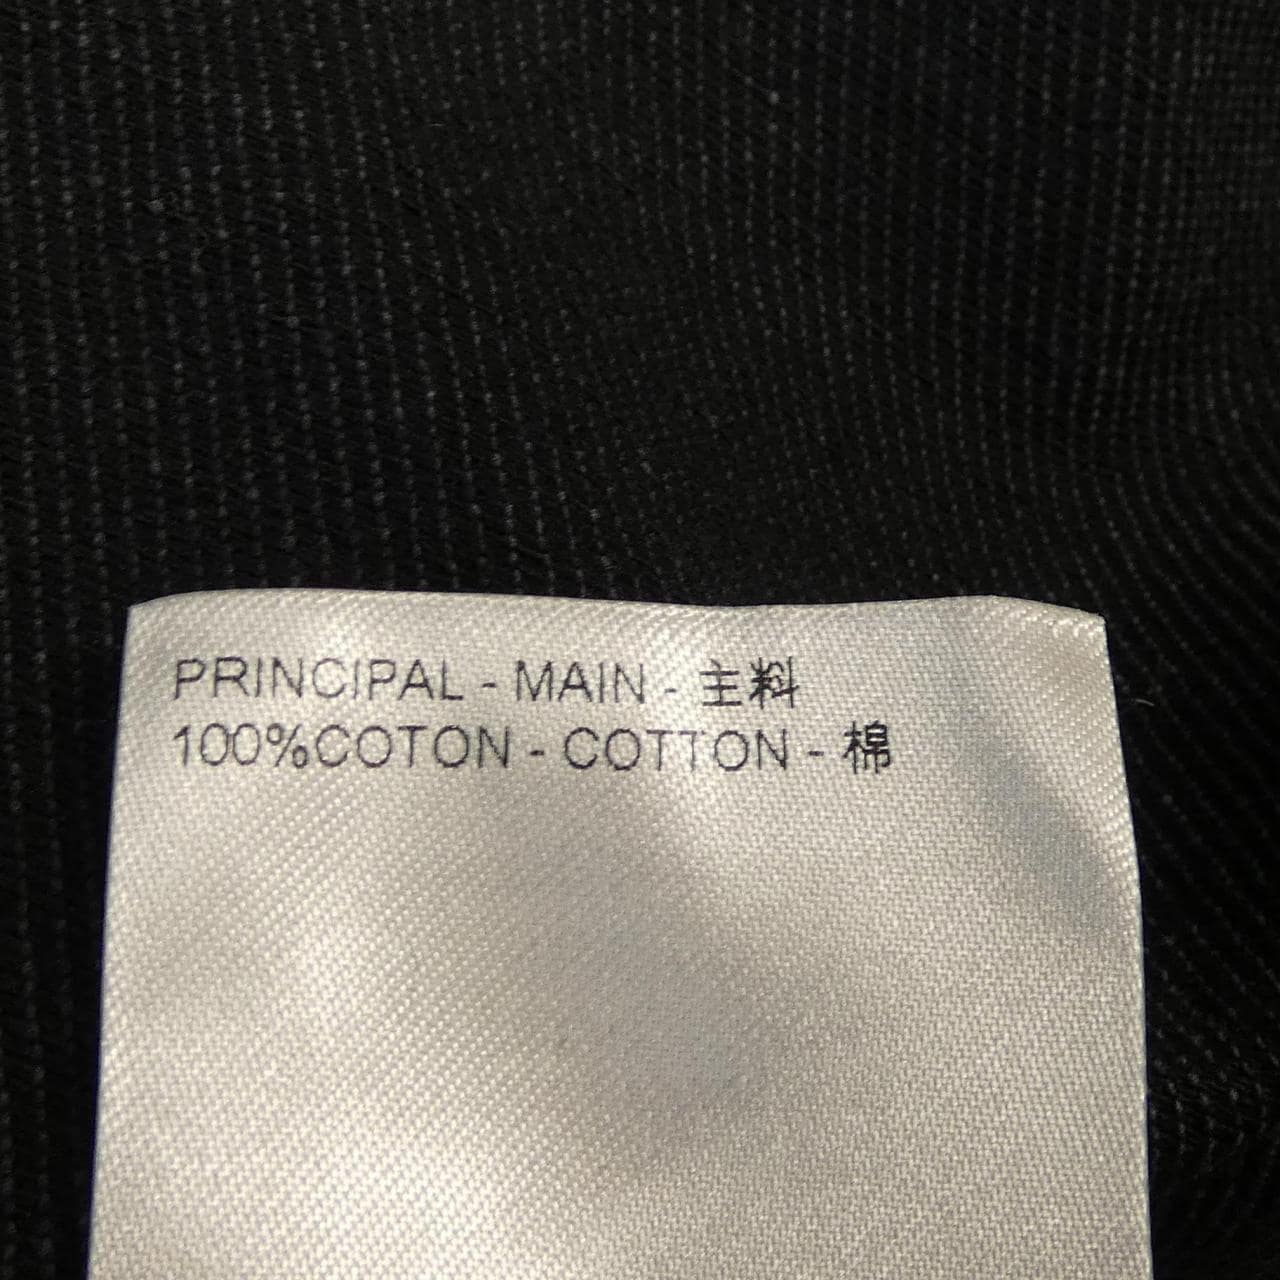 PRINCIPAL - MAIN - 主料
100%COTON - COTTON - 棉